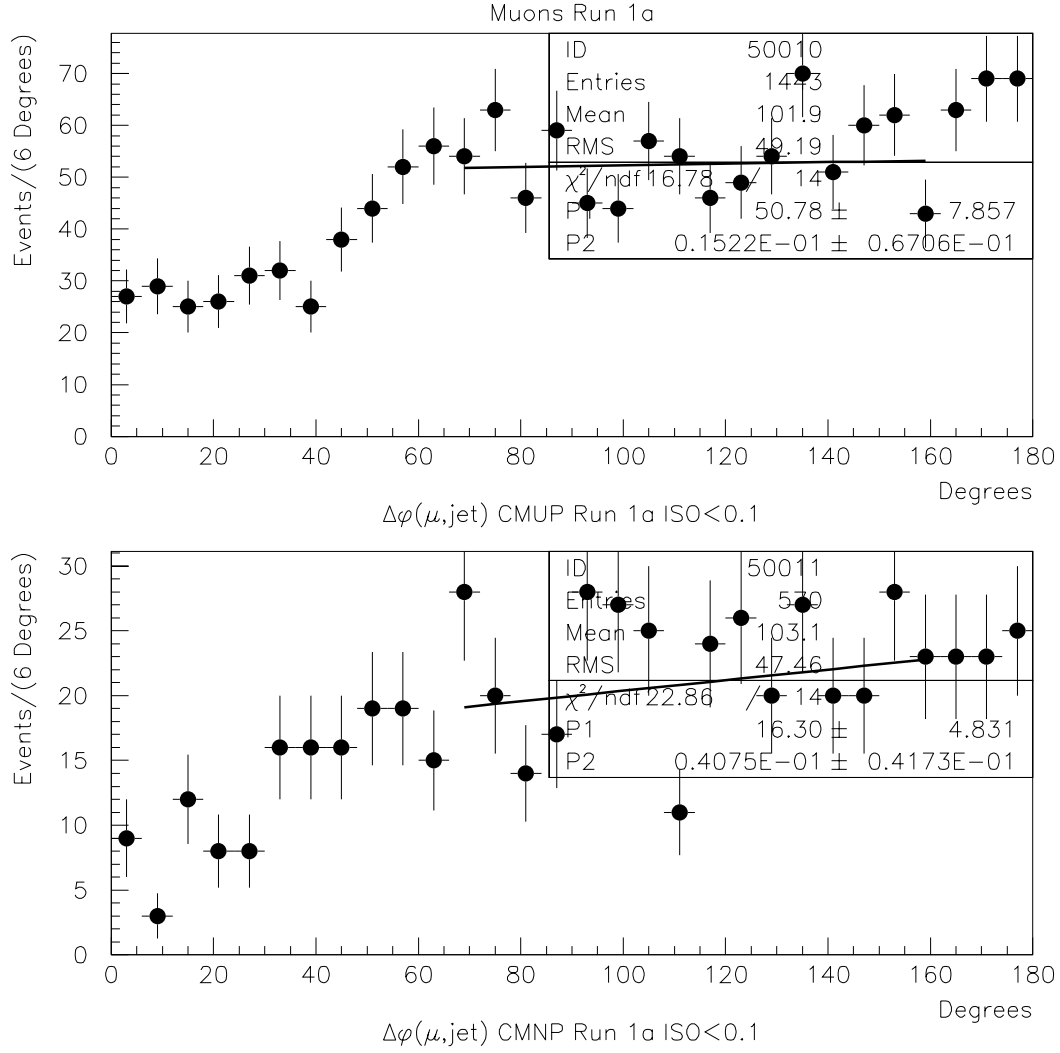 Muons Run 1a
Events/(6 Degrees)
70
60
50
40
30
20
10
0
ID 50010
Entries 1443
Mean 101.9
RMS 49.19
χ²/ndf 16.78 / 14
P1 50.78 ± 7.857
P2 0.1522E-01 ± 0.6706E-01
0 20 40 60 80 100 120 140 160 180
Degrees
Δφ(μ,jet) CMUP Run 1a ISO<0.1
Events/(6 Degrees)
30
25
20
15
10
5
0
ID 50011
Entries 570
Mean 103.1
RMS 47.46
χ²/ndf 22.86 / 14
P1 16.30 ± 4.831
P2 0.4075E-01 ± 0.4173E-01
0 20 40 60 80 100 120 140 160 180
Degrees
Δφ(μ,jet) CMNP Run 1a ISO<0.1